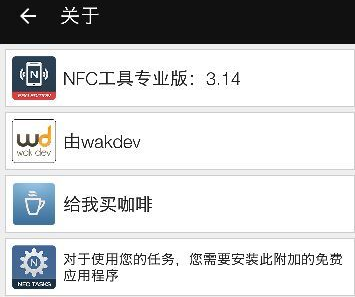 关于
NFC工具专业版：3.14
PRO EDITION
由wakdev
wd
wak dev
给我买咖啡
对于使用您的任务，您需要安装此附加的免费
应用程序
NFC TASKS